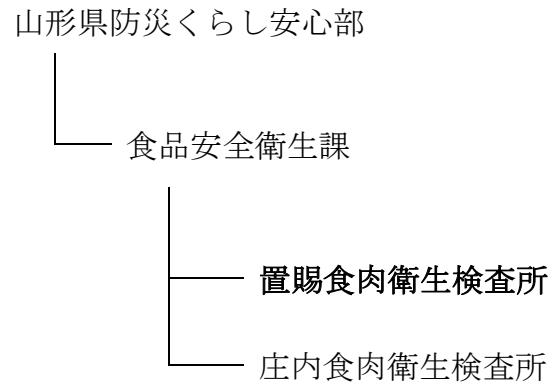 山形県防災くらし安心部
食品安全衛生課
置賜食肉衛生検査所
庄内食肉衛生検査所